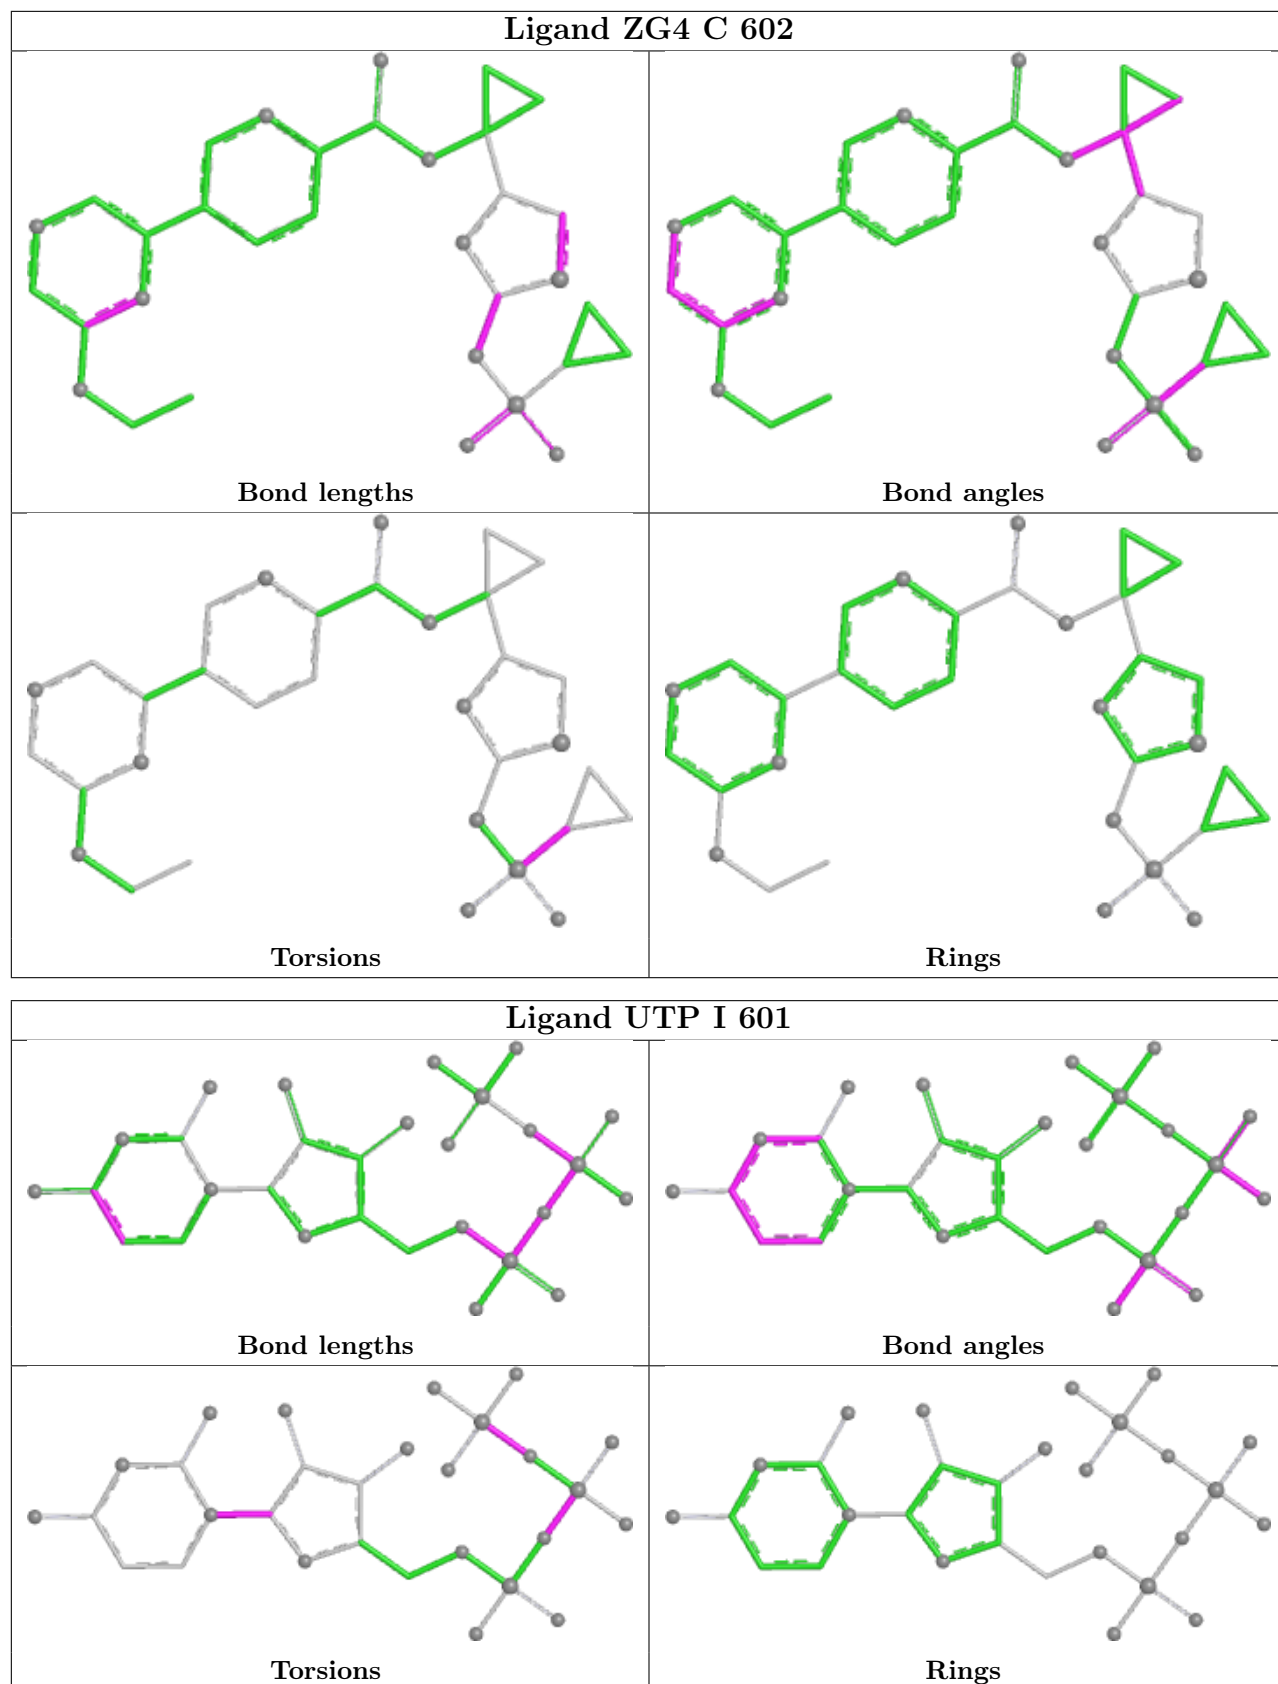 Ligand ZG4 C 602
Bond lengths
Bond angles
Torsions
Rings
Ligand UTP I 601
Bond lengths
Bond angles
Torsions
Rings